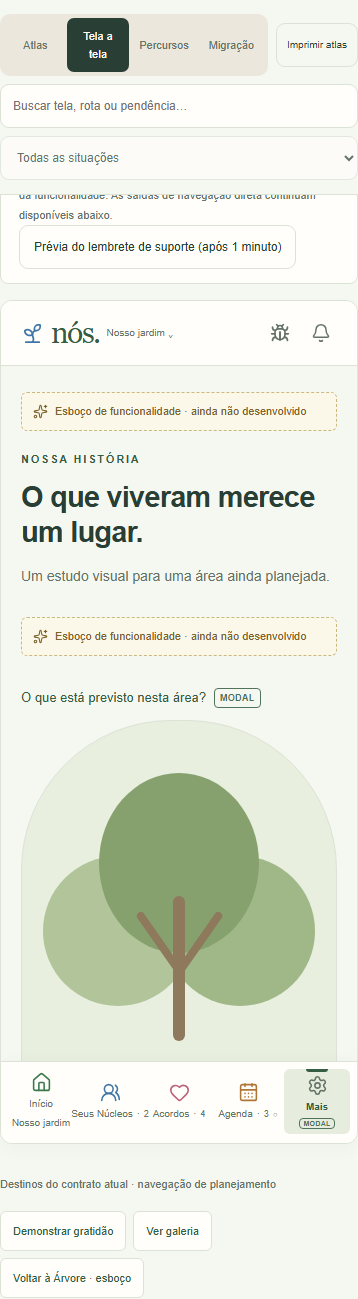 Atlas
Tela a
tela
Percursos
Migração
Imprimir atlas
Buscar tela, rota ou pendência…
Todas as situações
da funcionalidade. As saídas de navegação direta continuam
disponíveis abaixo.
Prévia do lembrete de suporte (após 1 minuto)
nós.
Nosso jardim
Esboço de funcionalidade · ainda não desenvolvido
NOSSA HISTÓRIA
O que viveram merece
um lugar.
Um estudo visual para uma área ainda planejada.
Esboço de funcionalidade · ainda não desenvolvido
O que está previsto nesta área? MODAL
Início
Nosso jardim
Seus Núcleos · 2
Acordos · 4
Agenda · 3
Mais
MODAL
Destinos do contrato atual · navegação de planejamento
Demonstrar gratidão
Ver galeria
Voltar à Árvore · esboço